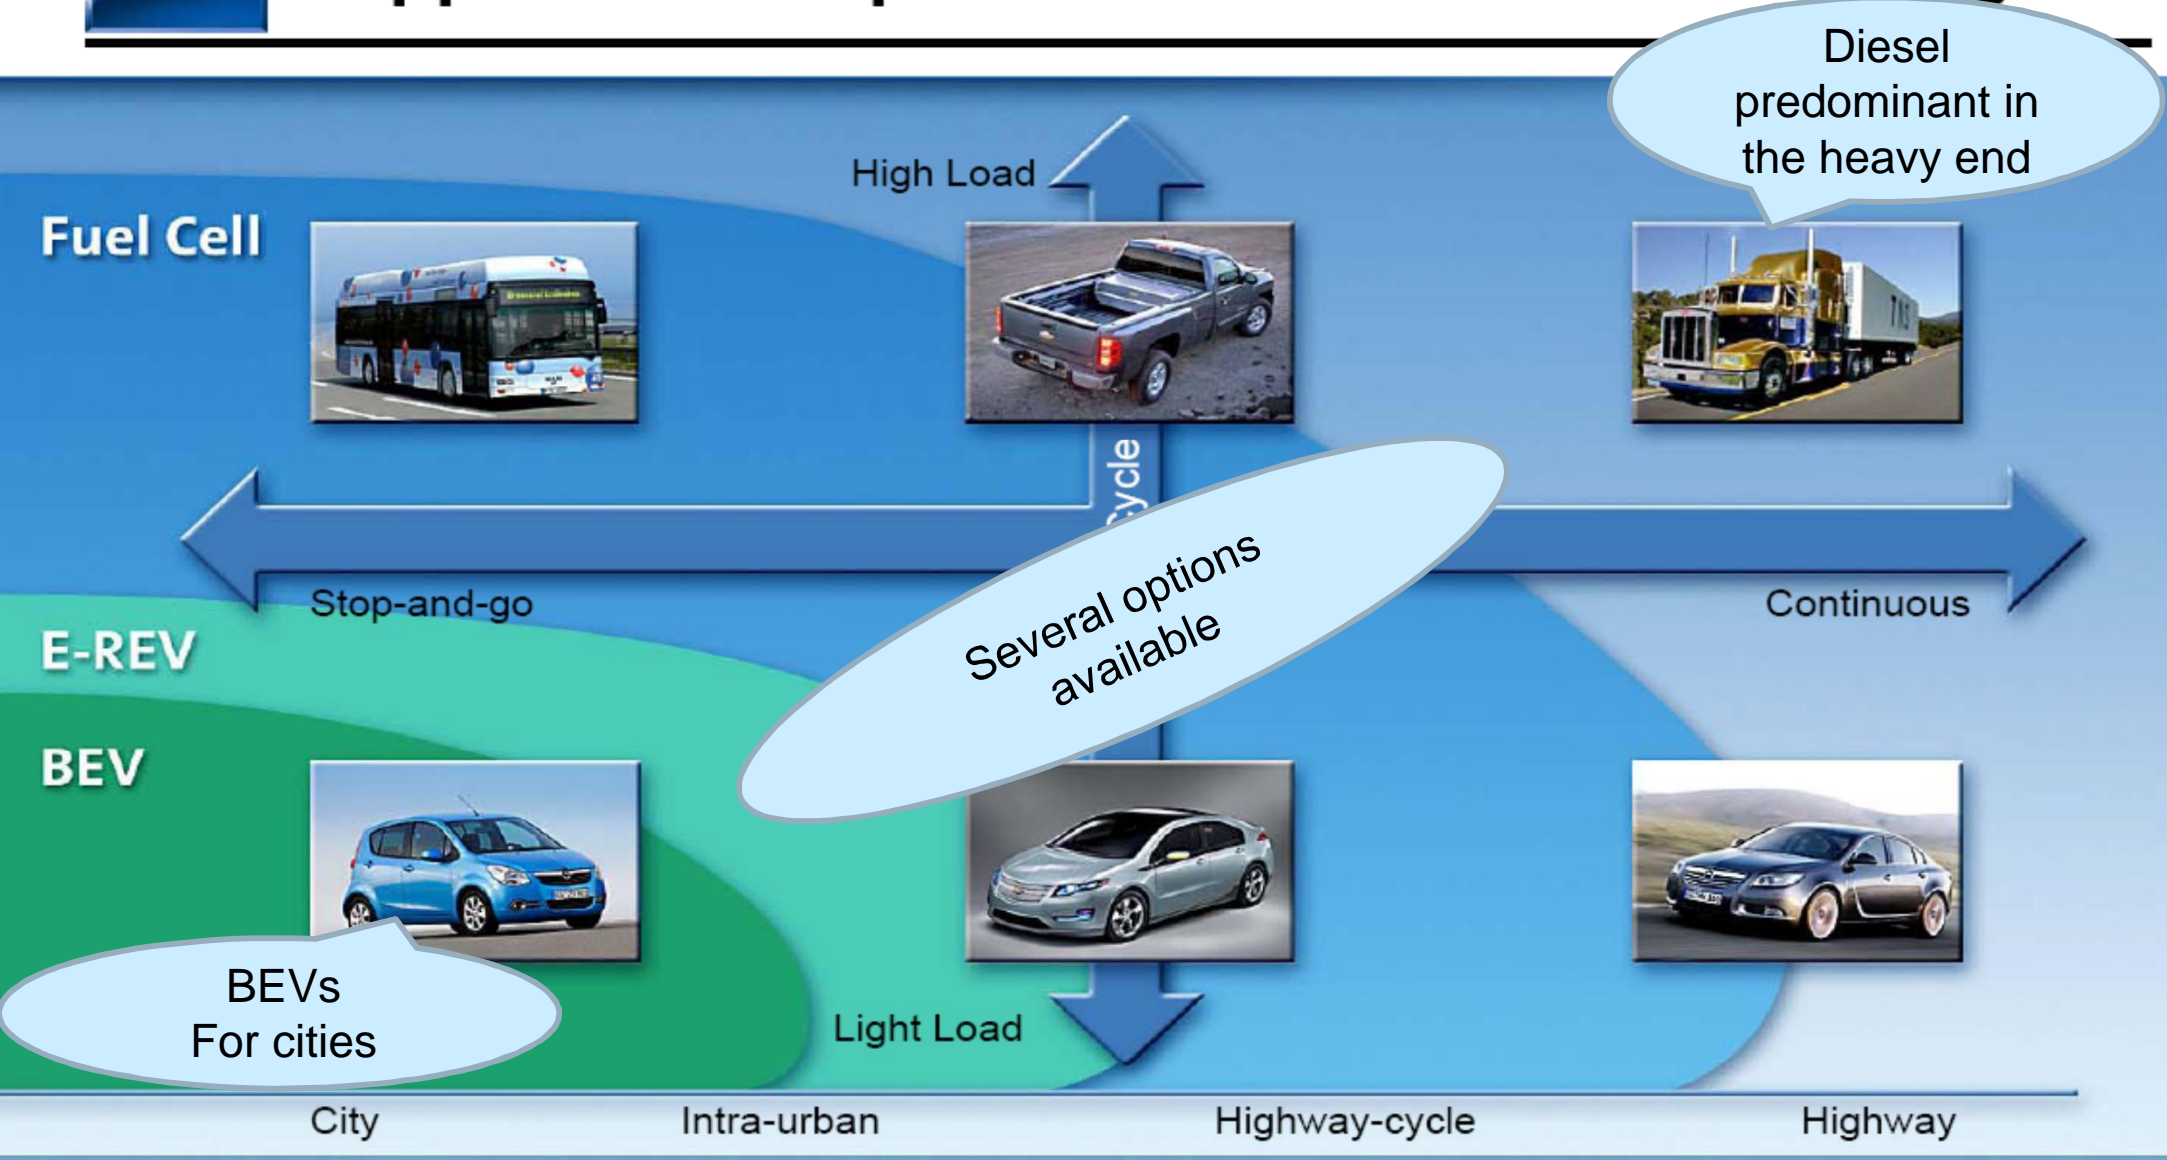 Diesel
predominant in
the heavy end
High Load
Fuel Cell
Cycle
Several options
available
Stop-and-go
Continuous
E-REV
BEV
BEVs
For cities
Light Load
City
Intra-urban
Highway-cycle
Highway